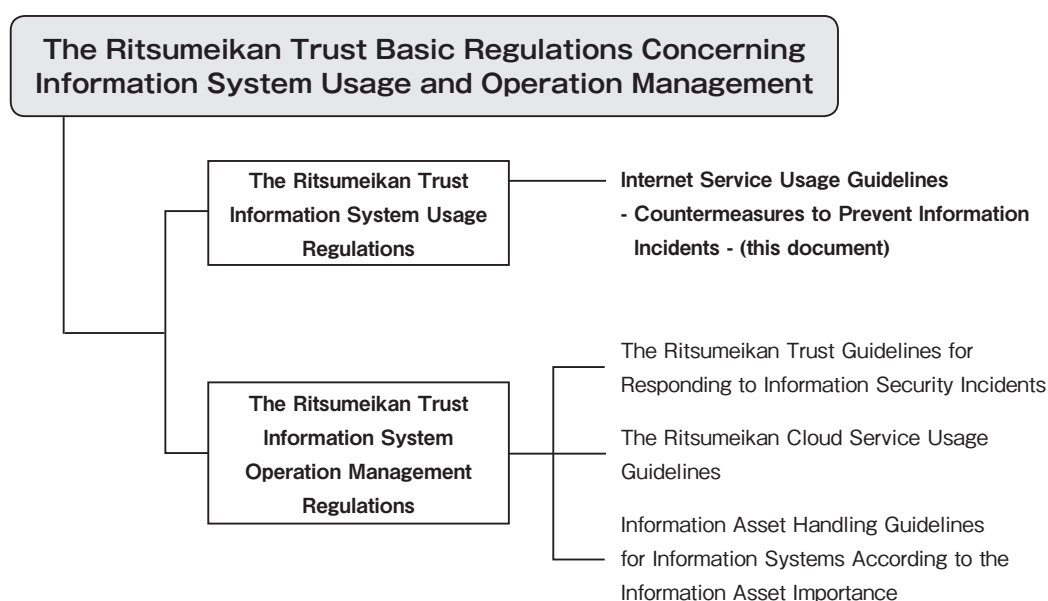 The Ritsumeikan Trust Basic Regulations Concerning
Information System Usage and Operation Management
The Ritsumeikan Trust
Information System Usage
Regulations
Internet Service Usage Guidelines
- Countermeasures to Prevent Information
Incidents - (this document)
The Ritsumeikan Trust
Information System
Operation Management
Regulations
The Ritsumeikan Trust Guidelines for
Responding to Information Security Incidents
The Ritsumeikan Cloud Service Usage
Guidelines
Information Asset Handling Guidelines
for Information Systems According to the
Information Asset Importance